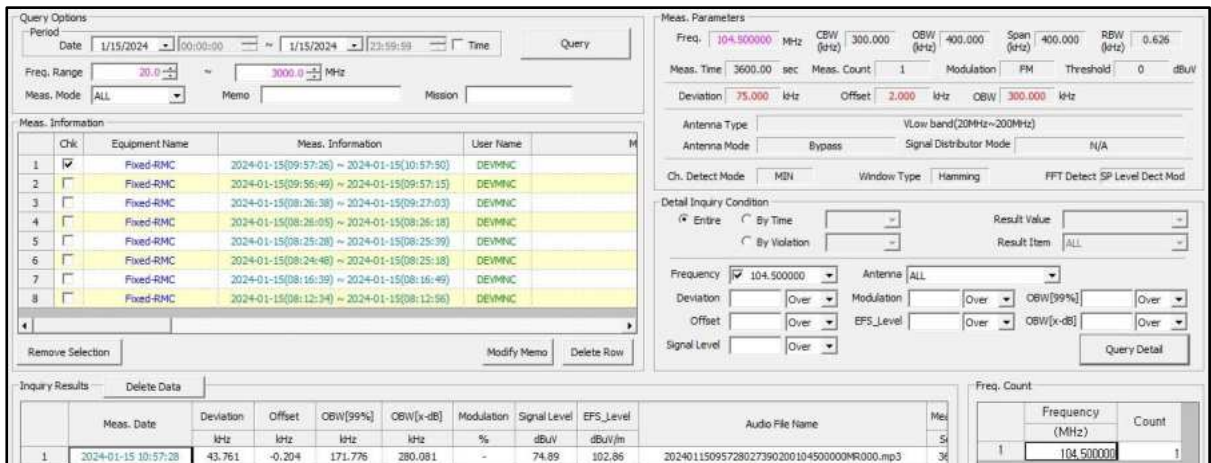 Query Options
Period
Date 1/15/2024 00:00:00 ~ 1/15/2024 23:59:59 Time Query
Freq. Range 20.0 ~ 3000.0 MHz
Meas. Mode ALL Memo Mission
Meas. Information
Chk Equipment Name Meas. Information User Name M
1 Fixed-RMC 2024-01-15(09:57:26) ~ 2024-01-15(10:57:50) DEVMNC
2 Fixed-RMC 2024-01-15(09:56:49) ~ 2024-01-15(09:57:15) DEVMNC
3 Fixed-RMC 2024-01-15(08:26:38) ~ 2024-01-15(09:27:03) DEVMNC
4 Fixed-RMC 2024-01-15(08:26:05) ~ 2024-01-15(08:26:18) DEVMNC
5 Fixed-RMC 2024-01-15(08:25:28) ~ 2024-01-15(08:25:39) DEVMNC
6 Fixed-RMC 2024-01-15(08:24:48) ~ 2024-01-15(08:25:18) DEVMNC
7 Fixed-RMC 2024-01-15(08:16:39) ~ 2024-01-15(08:16:49) DEVMNC
8 Fixed-RMC 2024-01-15(08:12:34) ~ 2024-01-15(08:12:56) DEVMNC
Remove Selection Modify Memo Delete Row
Meas. Parameters
Freq. 104.500000 MHz CBW (kHz) 300.000 OBW (kHz) 400.000 Span (kHz) 400.000 RBW (kHz) 0.626
Meas. Time 3600.00 sec Meas. Count 1 Modulation FM Threshold 0 dBuV
Deviation 75.000 kHz Offset 2.000 kHz OBW 300.000 kHz
Antenna Type VLow band(20MHz~200MHz)
Antenna Mode Bypass Signal Distributor Mode N/A
Ch. Detect Mode MIN Window Type Hamming FFT Detect SP Level Dect Mod
Detail Inquiry Condition
Entire By Time Result Value
By Violation Result Item ALL
Frequency 104.500000 Antenna ALL
Deviation Over Modulation Over OBW[99%] Over
Offset Over EFS_Level Over OBW[x-dB] Over
Signal Level Over Query Detail
Inquiry Results Delete Data
Meas. Date Deviation Offset OBW[99%] OBW[x-dB] Modulation Signal Level EFS_Level Audio File Name Mea
kHz kHz kHz kHz % dBuV dBuV/m S
1 2024-01-15 10:57:28 43.761 -0.204 171.776 280.081 - 74.89 102.86 20240115095728027390200104500000MR000.mp3 36
Freq. Count
Frequency Count
(MHz)
1 104.500000 1